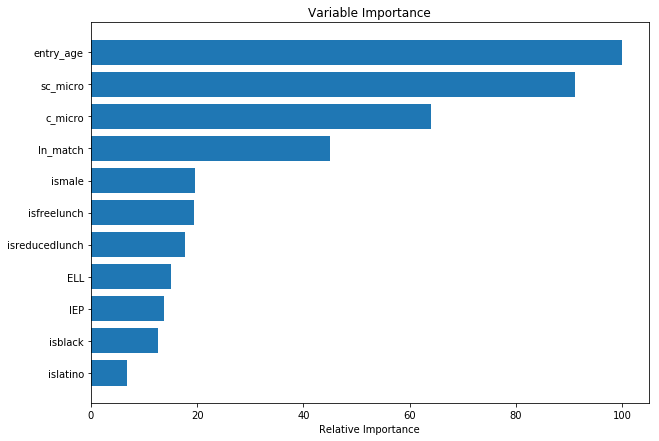 Variable Importance
entry_age
sc_micro
c_micro
ln_match
ismale
isfreelunch
isreducedlunch
ELL
IEP
isblack
islatino
0 20 40 60 80 100
Relative Importance